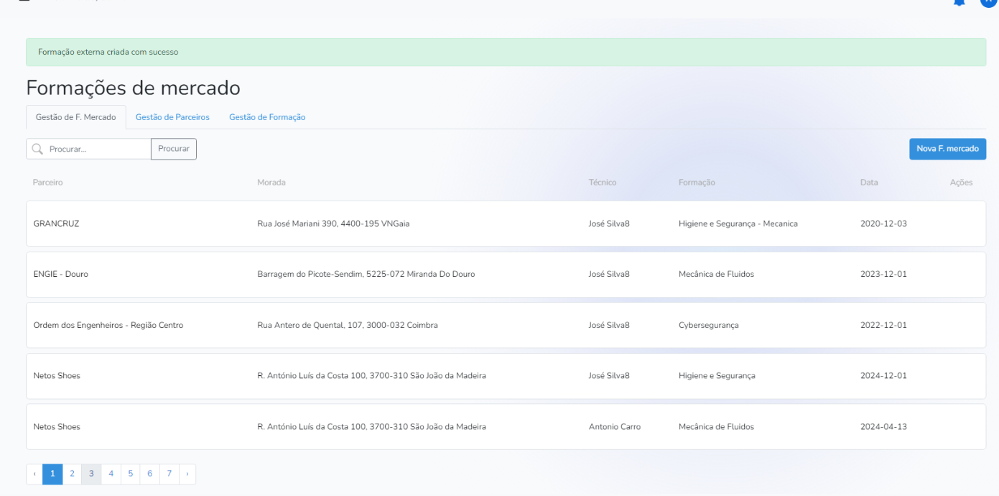 Formação externa criada com sucesso
Formações de mercado
Gestão de F. Mercado Gestão de Parceiros Gestão de Formação
Procurar... Procurar Nova F. mercado
Parceiro Morada Técnico Formação Data Ações
GRANCRUZ Rua José Mariani 390, 4400-195 VNGaia José Silva8 Higiene e Segurança - Mecanica 2020-12-03
ENGIE - Douro Barragem do Picote-Sendim, 5225-072 Miranda Do Douro José Silva8 Mecânica de Fluidos 2023-12-01
Ordem dos Engenheiros - Região Centro Rua Antero de Quental, 107, 3000-032 Coimbra José Silva8 Cybersegurança 2022-12-01
Netos Shoes R. António Luís da Costa 100, 3700-310 São João da Madeira José Silva8 Higiene e Segurança 2024-12-01
Netos Shoes R. António Luís da Costa 100, 3700-310 São João da Madeira Antonio Carro Mecânica de Fluidos 2024-04-13
‹ 1 2 3 4 5 6 7 ›